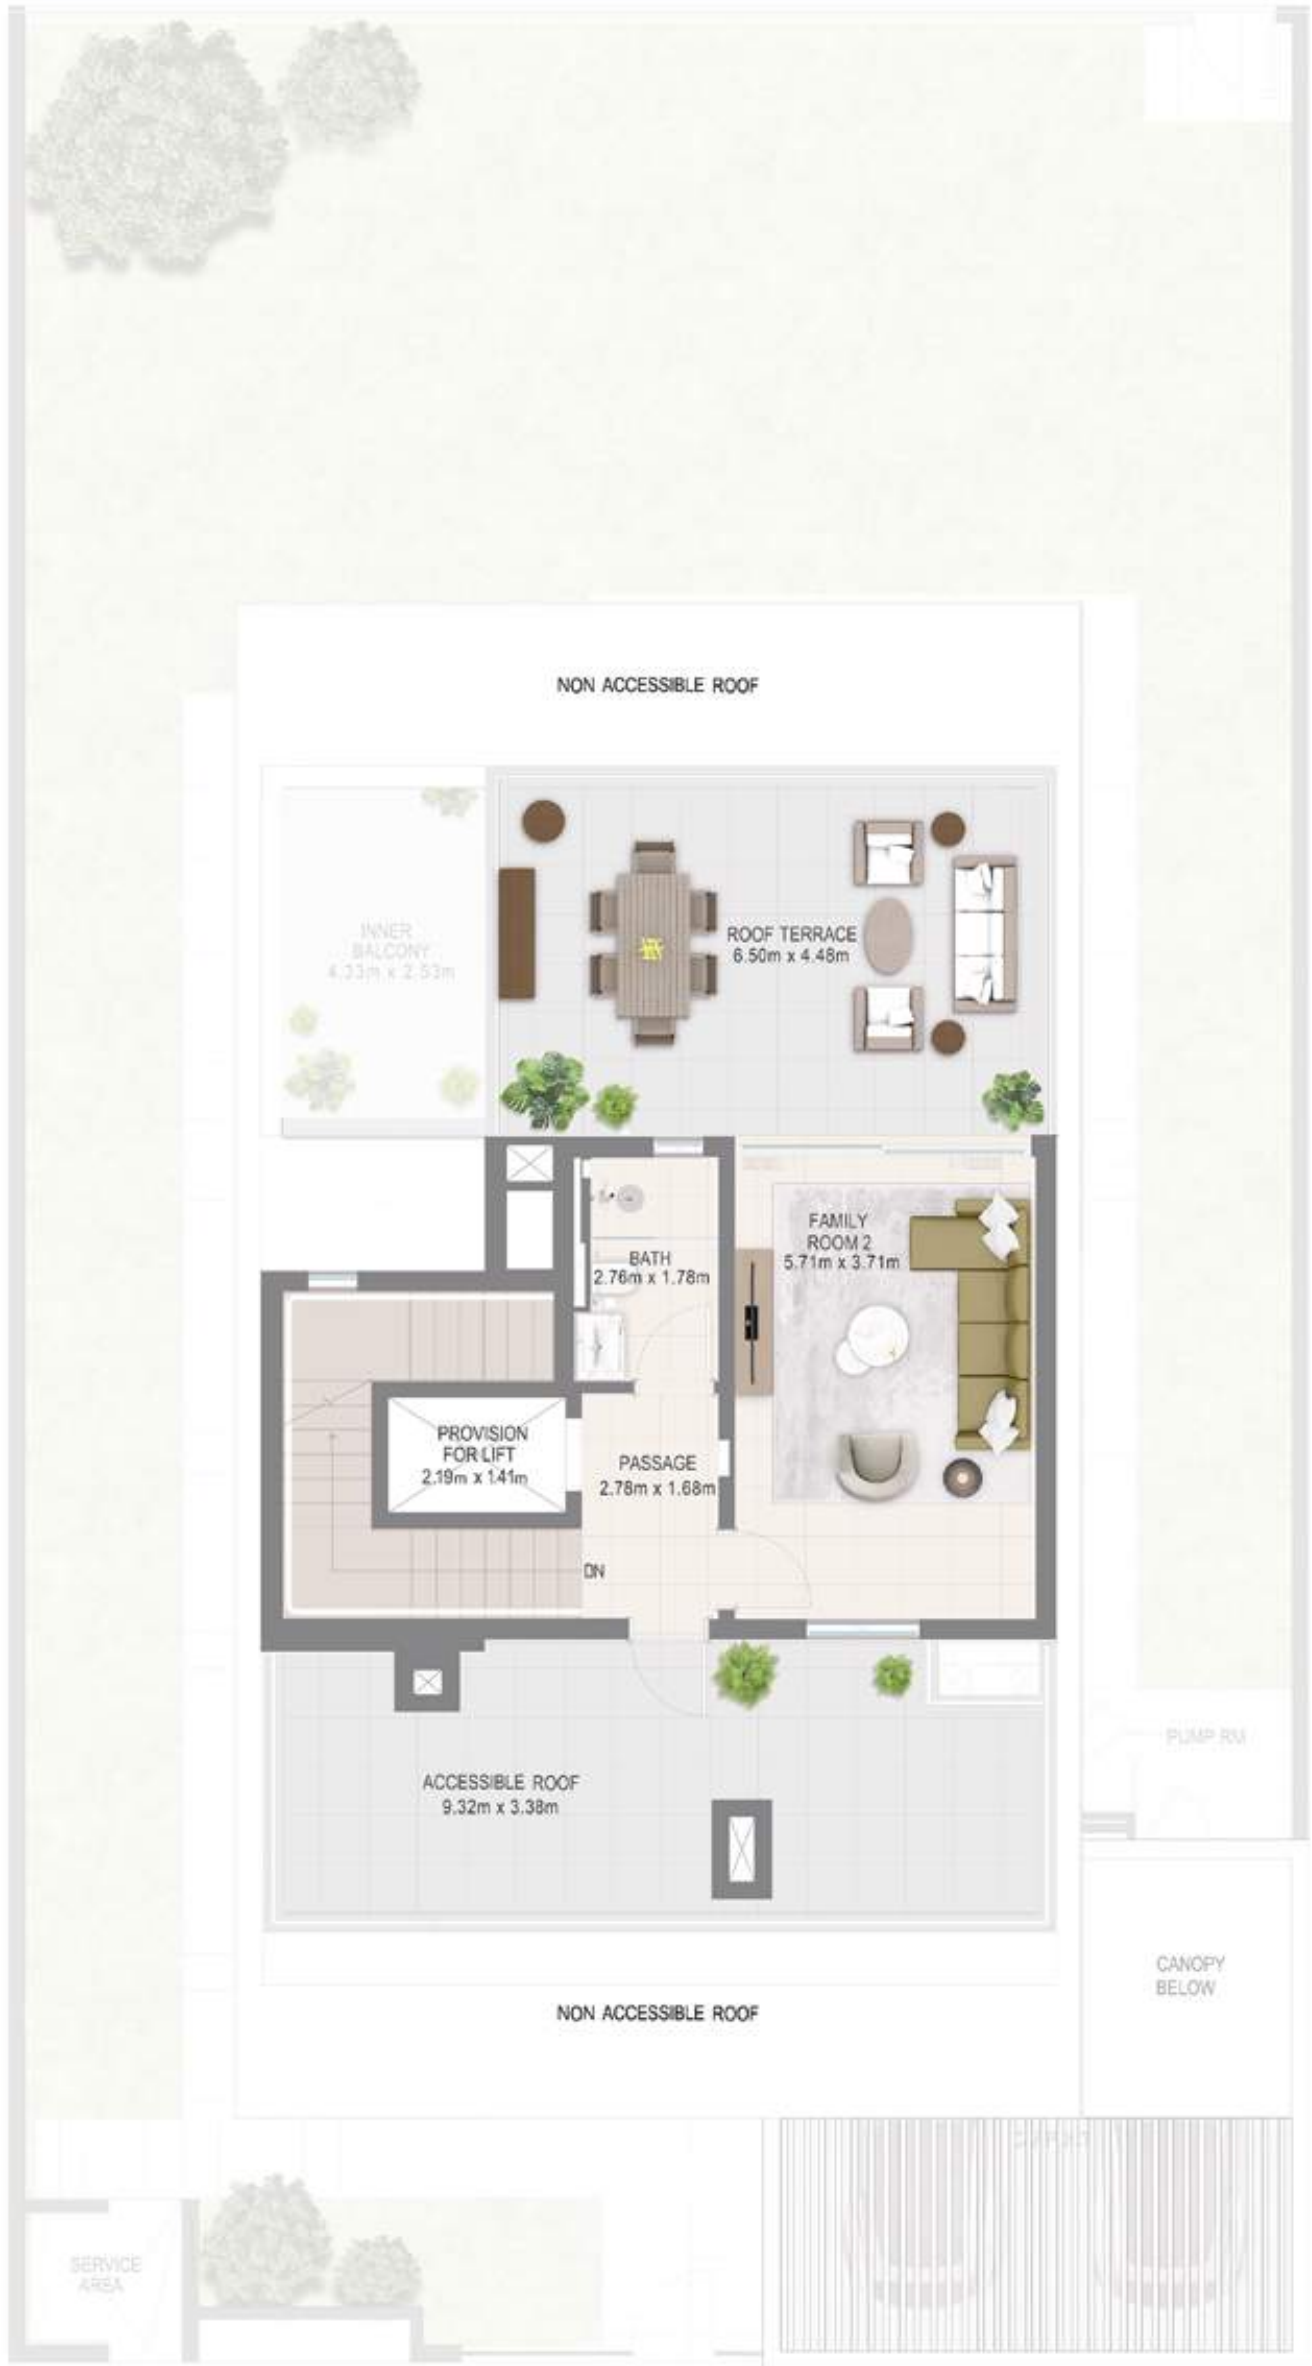 NON ACCESSIBLE ROOF
INNER
BALCONY
4.33m x 2.53m
ROOF TERRACE
6.50m x 4.48m
FAMILY
ROOM 2
5.71m x 3.71m
BATH
2.76m x 1.78m
PROVISION
FOR LIFT
2.19m x 1.41m
PASSAGE
2.78m x 1.68m
DN
PUMP RM
ACCESSIBLE ROOF
9.32m x 3.38m
CANOPY
BELOW
NON ACCESSIBLE ROOF
SERVICE
AREA